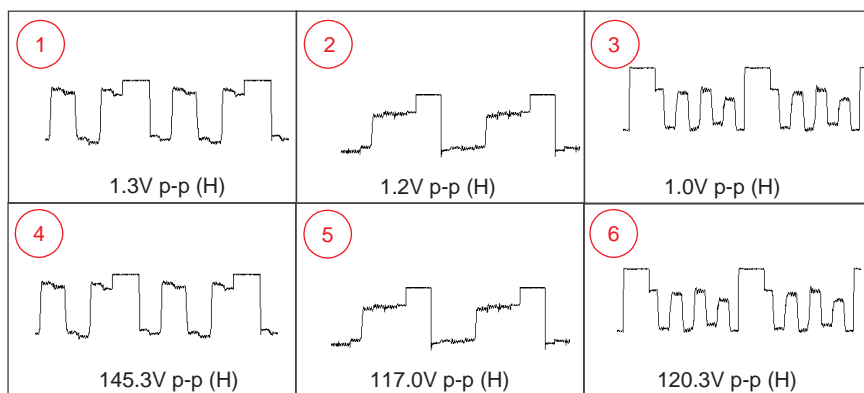 1
2
3
1.3V p-p (H)
1.2V p-p (H)
1.0V p-p (H)
4
5
6
145.3V p-p (H)
117.0V p-p (H)
120.3V p-p (H)